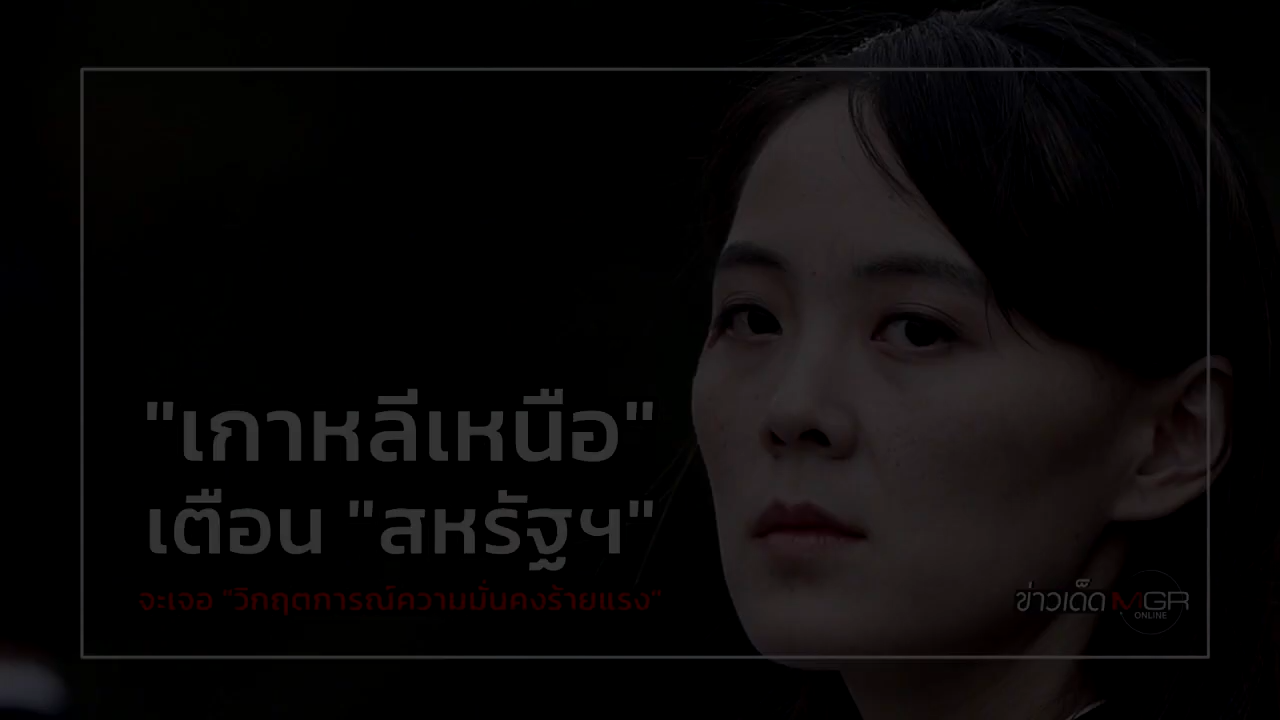 "เกาหลีเหนือ"
เตือน "สหรัฐฯ"
จะเจอ "วิกฤตการณ์ความมั่นคงร้ายแรง"
ข่าวเด็ด MGR
ONLINE